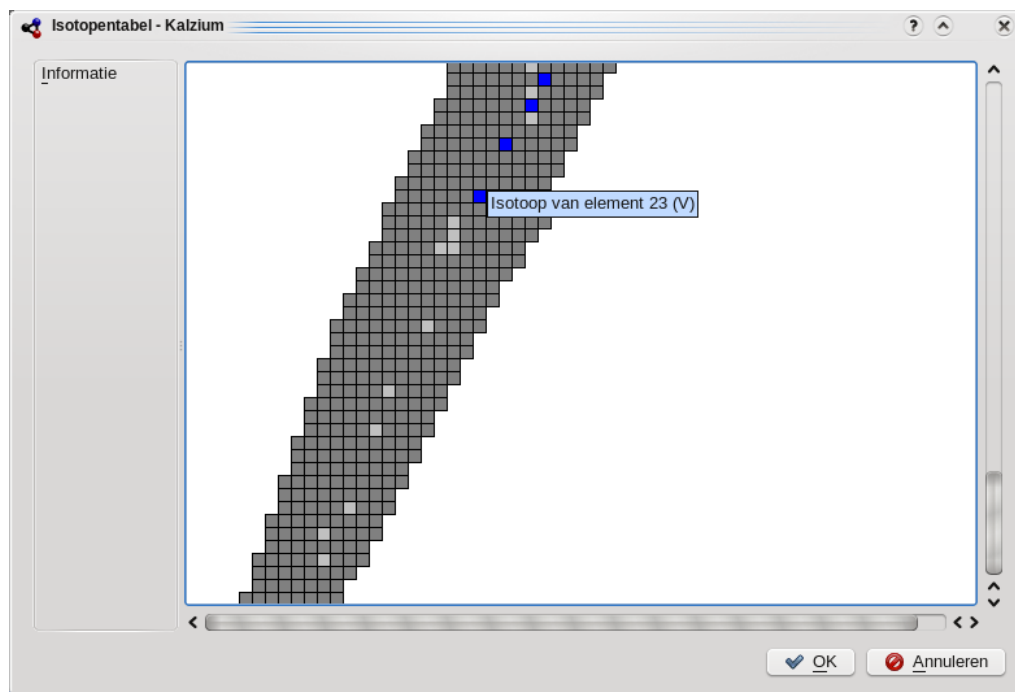 Isotopentabel - Kalzium
Informatie
Isotoop van element 23 (V)
OK
Annuleren